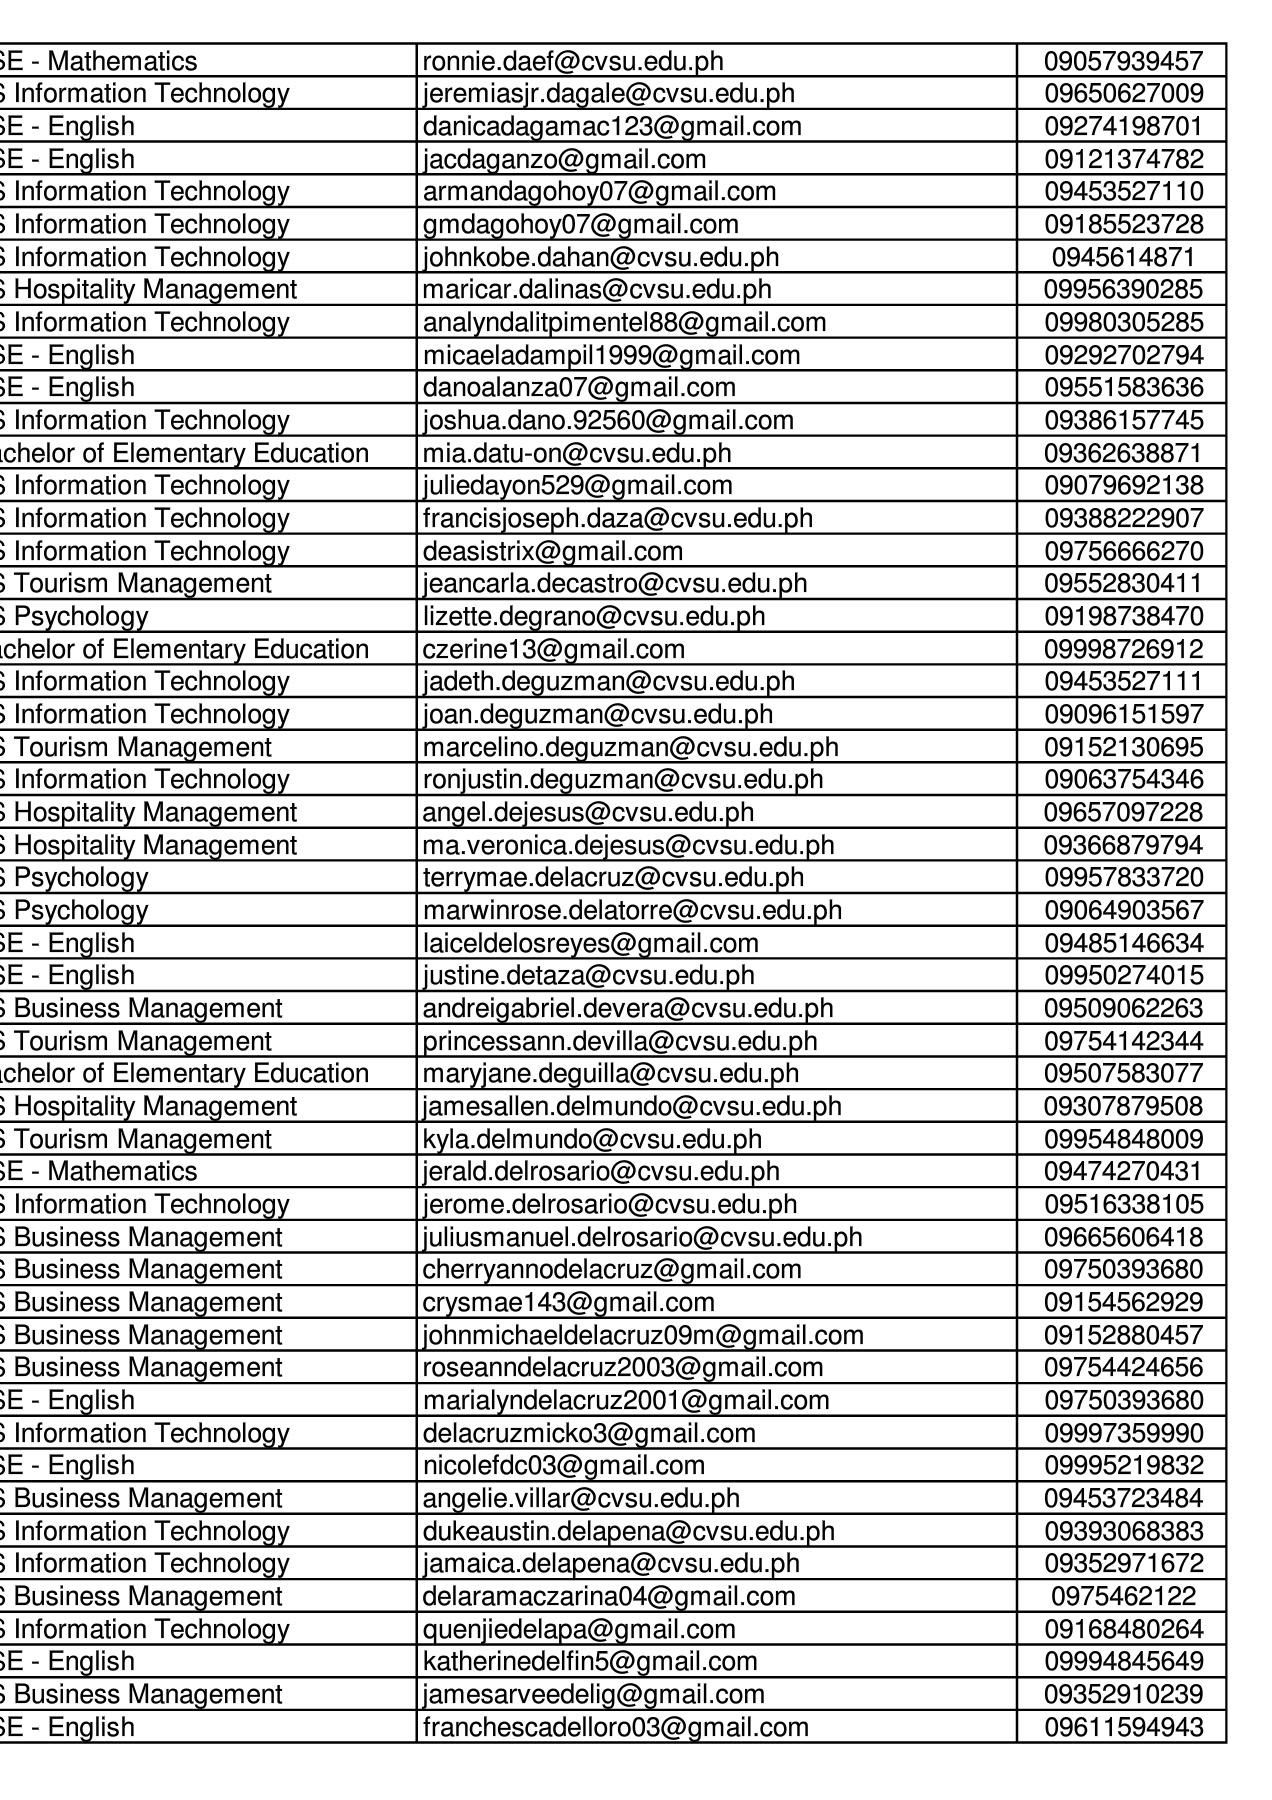 SE - Mathematics ronnie.daef@cvsu.edu.ph 09057939457
S Information Technology jeremiasjr.dagale@cvsu.edu.ph 09650627009
SE - English danicadagamac123@gmail.com 09274198701
SE - English jacdaganzo@gmail.com 09121374782
S Information Technology armandagohoy07@gmail.com 09453527110
S Information Technology gmdagohoy07@gmail.com 09185523728
S Information Technology johnkobe.dahan@cvsu.edu.ph 0945614871
S Hospitality Management maricar.dalinas@cvsu.edu.ph 09956390285
S Information Technology analyndalitpimentel88@gmail.com 09980305285
SE - English micaeladampil1999@gmail.com 09292702794
SE - English danoalanza07@gmail.com 09551583636
S Information Technology joshua.dano.92560@gmail.com 09386157745
achelor of Elementary Education mia.datu-on@cvsu.edu.ph 09362638871
S Information Technology juliedayon529@gmail.com 09079692138
S Information Technology francisjoseph.daza@cvsu.edu.ph 09388222907
S Information Technology deasistrix@gmail.com 09756666270
S Tourism Management jeancarla.decastro@cvsu.edu.ph 09552830411
S Psychology lizette.degrano@cvsu.edu.ph 09198738470
achelor of Elementary Education czerine13@gmail.com 09998726912
S Information Technology jadeth.deguzman@cvsu.edu.ph 09453527111
S Information Technology joan.deguzman@cvsu.edu.ph 09096151597
S Tourism Management marcelino.deguzman@cvsu.edu.ph 09152130695
S Information Technology ronjustin.deguzman@cvsu.edu.ph 09063754346
S Hospitality Management angel.dejesus@cvsu.edu.ph 09657097228
S Hospitality Management ma.veronica.dejesus@cvsu.edu.ph 09366879794
S Psychology terrymae.delacruz@cvsu.edu.ph 09957833720
S Psychology marwinrose.delatorre@cvsu.edu.ph 09064903567
SE - English laiceldelosreyes@gmail.com 09485146634
SE - English justine.detaza@cvsu.edu.ph 09950274015
S Business Management andreigabriel.devera@cvsu.edu.ph 09509062263
S Tourism Management princessann.devilla@cvsu.edu.ph 09754142344
achelor of Elementary Education maryjane.deguilla@cvsu.edu.ph 09507583077
S Hospitality Management jamesallen.delmundo@cvsu.edu.ph 09307879508
S Tourism Management kyla.delmundo@cvsu.edu.ph 09954848009
SE - Mathematics jerald.delrosario@cvsu.edu.ph 09474270431
S Information Technology jerome.delrosario@cvsu.edu.ph 09516338105
S Business Management juliusmanuel.delrosario@cvsu.edu.ph 09665606418
S Business Management cherryannodelacruz@gmail.com 09750393680
S Business Management crysmae143@gmail.com 09154562929
S Business Management johnmichaeldelacruz09m@gmail.com 09152880457
S Business Management roseanndelacruz2003@gmail.com 09754424656
SE - English marialyndelacruz2001@gmail.com 09750393680
S Information Technology delacruzmicko3@gmail.com 09997359990
SE - English nicolefdc03@gmail.com 09995219832
S Business Management angelie.villar@cvsu.edu.ph 09453723484
S Information Technology dukeaustin.delapena@cvsu.edu.ph 09393068383
S Information Technology jamaica.delapena@cvsu.edu.ph 09352971672
S Business Management delaramaczarina04@gmail.com 0975462122
S Information Technology quenjiedelapa@gmail.com 09168480264
SE - English katherinedelfin5@gmail.com 09994845649
S Business Management jamesarveedelig@gmail.com 09352910239
SE - English franchescadelloro03@gmail.com 09611594943